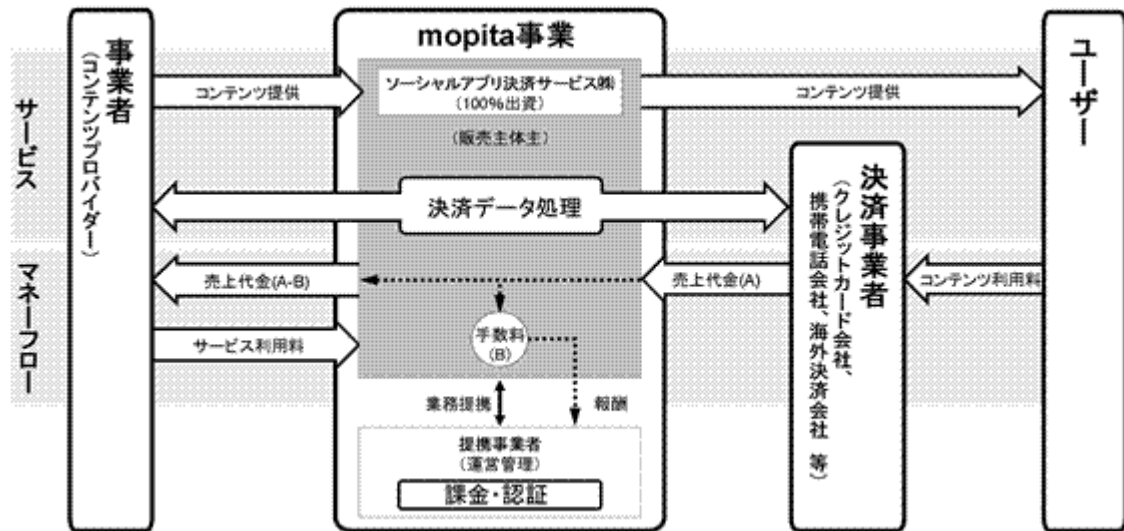 サービス
マネーフロー
事業者
（コンテンツプロバイダー）
mopita事業
ソーシャルアプリ決済サービス㈱
（100%出資）
（販売主体主）
コンテンツ提供
コンテンツ提供
ユーザー
決済データ処理
決済事業者
（クレジットカード会社、
携帯電話会社、海外決済会社 等）
売上代金(A-B)
売上代金(A)
コンテンツ利用料
サービス利用料
手数料
(B)
業務提携
報酬
提携事業者
（運営管理）
課金・認証